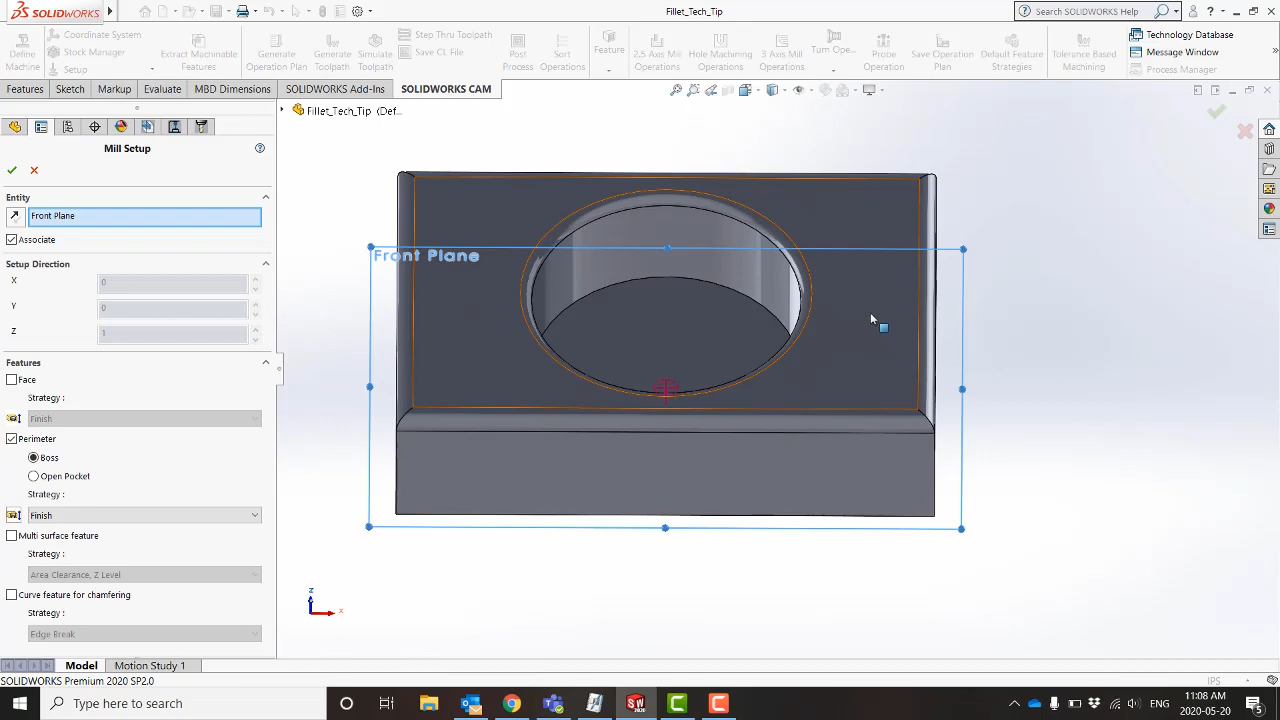 SOLIDWORKS
Fillet_Tech_Tip
Search SOLIDWORKS Help
?
Define
Machine
Coordinate System
Stock Manager
Setup
Extract Machinable
Features
Generate
Operation Plan
Generate
Toolpath
Simulate
Toolpath
Step Thru Toolpath
Save CL File
Post
Process
Sort
Operations
Feature
2.5 Axis Mill
Operations
Hole Machining
Operations
3 Axis Mill
Operations
Turn Ope...
Probe
Operation
Save Operation
Plan
Default Feature
Strategies
Tolerance Based
Machining
Technology Database
Message Window
Process Manager
Features
Sketch
Markup
Evaluate
MBD Dimensions
SOLIDWORKS Add-Ins
SOLIDWORKS CAM
Fillet_Tech_Tip (Def...
Mill Setup
?
Entity
Front Plane
Associate
Setup Direction
X
0
Y
0
Z
1
Features
Face
Strategy :
Finish
Perimeter
Boss
Open Pocket
Strategy :
Finish
Multi surface feature
Strategy :
Area Clearance, Z Level
Curve feature for chamfering
Strategy :
Edge Break
Front Plane
z
x
Model
Motion Study 1
SOLIDWORKS Premium 2020 SP2.0
IPS
Type here to search
SW
2020
11:08 AM
2020-05-20